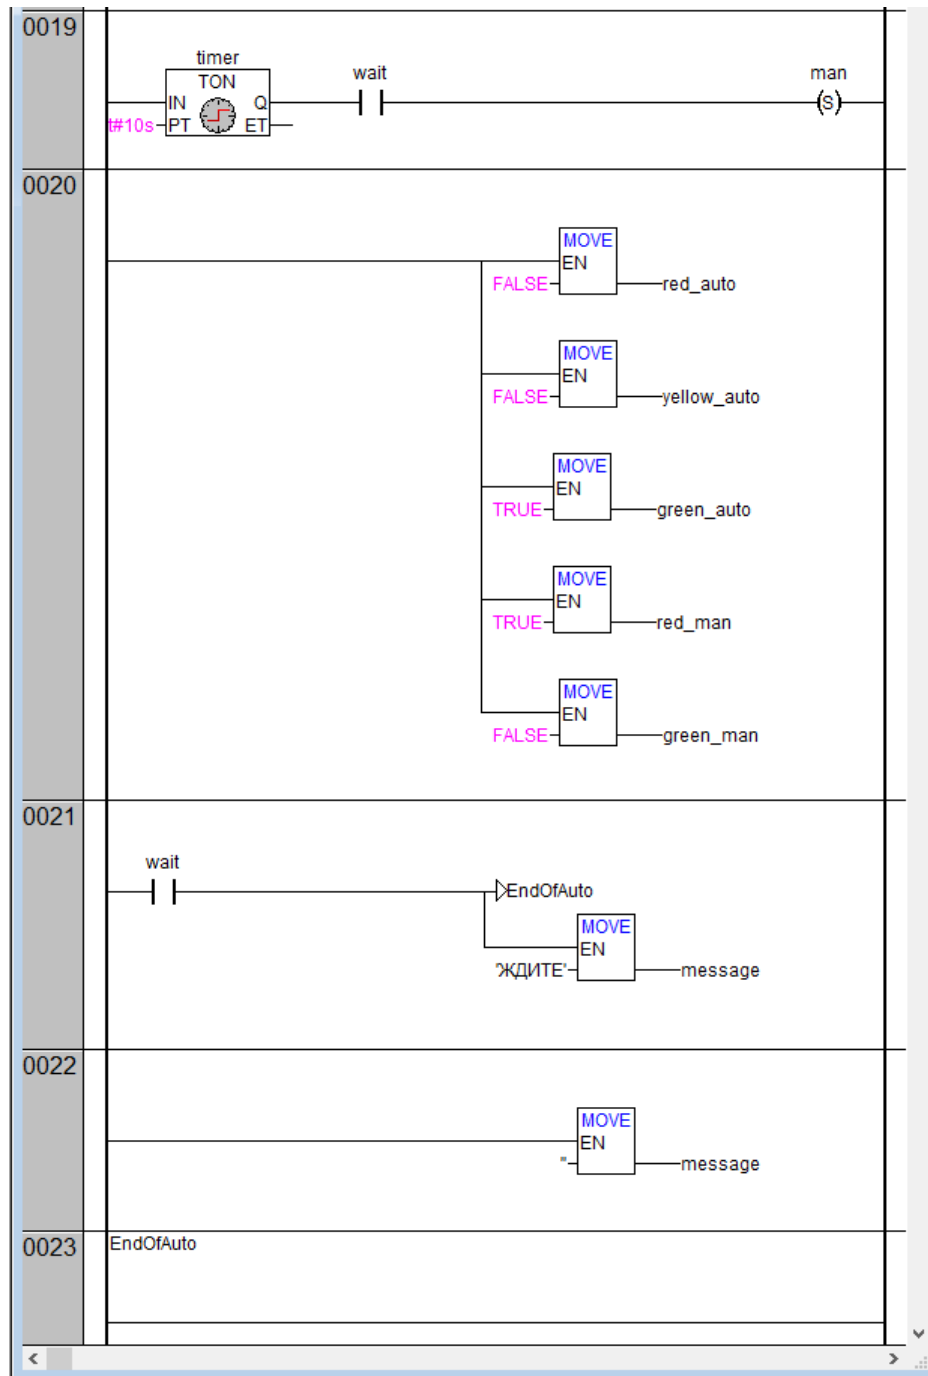 0019
timer
TON
wait
man
IN Q
(S)
t#10s PT ET
0020
MOVE
EN
FALSE red_auto
MOVE
EN
FALSE yellow_auto
MOVE
EN
TRUE green_auto
MOVE
EN
TRUE red_man
MOVE
EN
FALSE green_man
0021
wait
EndOfAuto
MOVE
EN
'ЖДИТЕ' message
0022
MOVE
EN
'' message
0023
EndOfAuto